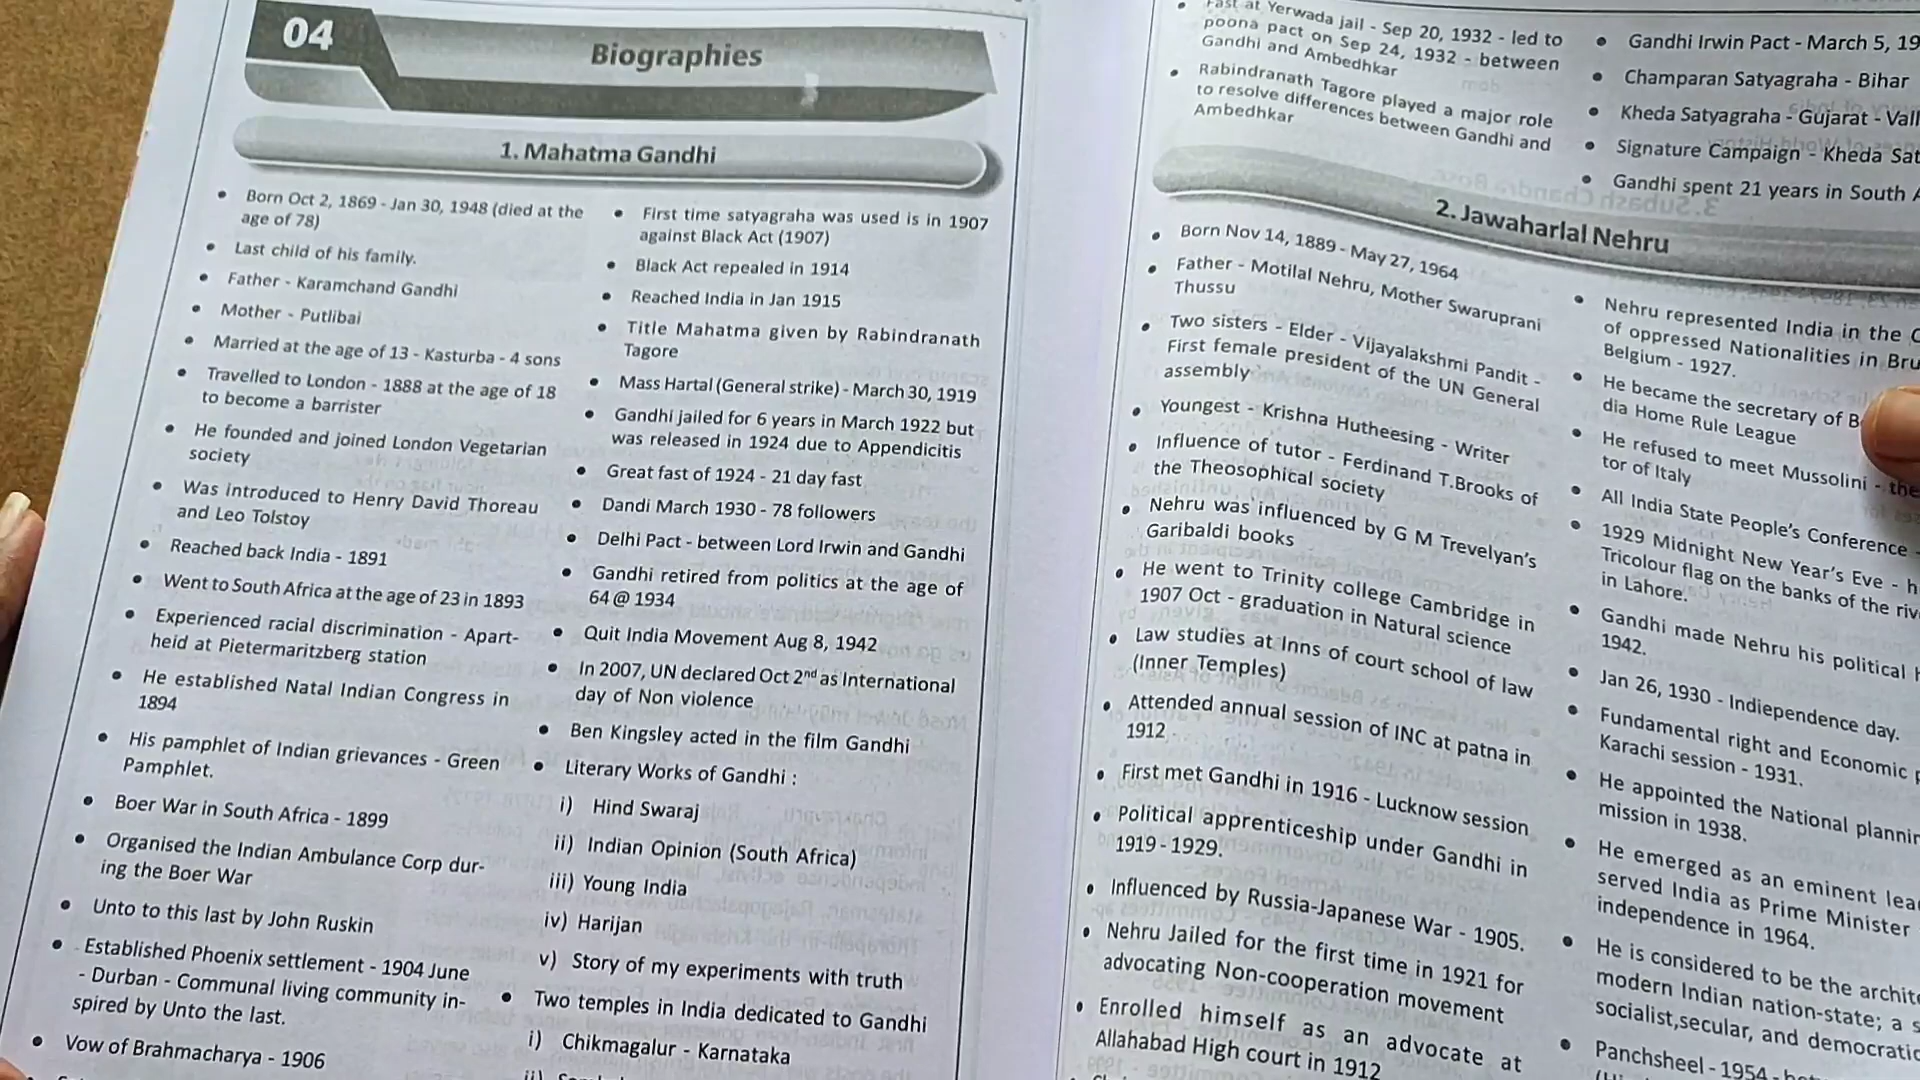 04
Biographies
1. Mahatma Gandhi
• Born Oct 2, 1869 - Jan 30, 1948 (died at the
age of 78)
• Last child of his family.
• Father - Karamchand Gandhi
• Mother - Putlibai
• Married at the age of 13 - Kasturba - 4 sons
• Travelled to London - 1888 at the age of 18
to become a barrister
• He founded and joined London Vegetarian
society
• Was introduced to Henry David Thoreau
and Leo Tolstoy
• Reached back India - 1891
• Went to South Africa at the age of 23 in 1893
• Experienced racial discrimination - Apart-
heid at Pietermaritzberg station
• He established Natal Indian Congress in
1894
• His pamphlet of Indian grievances - Green
Pamphlet.
• Boer War in South Africa - 1899
• Organised the Indian Ambulance Corp dur-
ing the Boer War
• Unto to this last by John Ruskin
• Established Phoenix settlement - 1904 June
- Durban - Communal living community in-
spired by Unto the last.
• Vow of Brahmacharya - 1906
• First time satyagraha was used is in 1907
against Black Act (1907)
• Black Act repealed in 1914
• Reached India in Jan 1915
• Title Mahatma given by Rabindranath
Tagore
• Mass Hartal (General strike) - March 30, 1919
• Gandhi jailed for 6 years in March 1922 but
was released in 1924 due to Appendicitis
• Great fast of 1924 - 21 day fast
• Dandi March 1930 - 78 followers
• Delhi Pact - between Lord Irwin and Gandhi
• Gandhi retired from politics at the age of
64 @ 1934
• Quit India Movement Aug 8, 1942
• In 2007, UN declared Oct 2nd as International
day of Non violence
• Ben Kingsley acted in the film Gandhi
• Literary Works of Gandhi :
i) Hind Swaraj
ii) Indian Opinion (South Africa)
iii) Young India
iv) Harijan
v) Story of my experiments with truth
• Two temples in India dedicated to Gandhi
i) Chikmagalur - Karnataka
• Fast at Yerwada jail - Sep 20, 1932 - led to
poona pact on Sep 24, 1932 - between
Gandhi and Ambedhkar
• Rabindranath Tagore played a major role
to resolve differences between Gandhi and
Ambedhkar
• Gandhi Irwin Pact - March 5, 19
• Champaran Satyagraha - Bihar
• Kheda Satyagraha - Gujarat - Vall
• Signature Campaign - Kheda Sat
• Gandhi spent 21 years in South A
2. Jawaharlal Nehru
• Born Nov 14, 1889 - May 27, 1964
• Father - Motilal Nehru, Mother Swaruprani
Thussu
• Two sisters - Elder - Vijayalakshmi Pandit -
First female president of the UN General
assembly
• Youngest - Krishna Hutheesing - Writer
• Influence of tutor - Ferdinand T.Brooks of
the Theosophical society
• Nehru was influenced by G M Trevelyan's
Garibaldi books
• He went to Trinity college Cambridge in
1907 Oct - graduation in Natural science
• Law studies at Inns of court school of law
(Inner Temples)
• Attended annual session of INC at patna in
1912
• First met Gandhi in 1916 - Lucknow session
• Political apprenticeship under Gandhi in
1919 - 1929.
• Influenced by Russia-Japanese War - 1905.
• Nehru Jailed for the first time in 1921 for
advocating Non-cooperation movement
• Enrolled himself as an advocate at
Allahabad High court in 1912
• Nehru represented India in the C
of oppressed Nationalities in Bru
Belgium - 1927.
• He became the secretary of B
dia Home Rule League
• He refused to meet Mussolini - the
tor of Italy
• All India State People's Conference -
• 1929 Midnight New Year's Eve - h
Tricolour flag on the banks of the riv
in Lahore.
• Gandhi made Nehru his political h
1942.
• Jan 26, 1930 - Indiependence day.
• Fundamental right and Economic p
Karachi session - 1931.
• He appointed the National plannin
mission in 1938.
• He emerged as an eminent lea
served India as Prime Minister
independence in 1964.
• He is considered to be the archite
modern Indian nation-state; a s
socialist,secular, and democratic
• Panchsheel - 1954 - bet